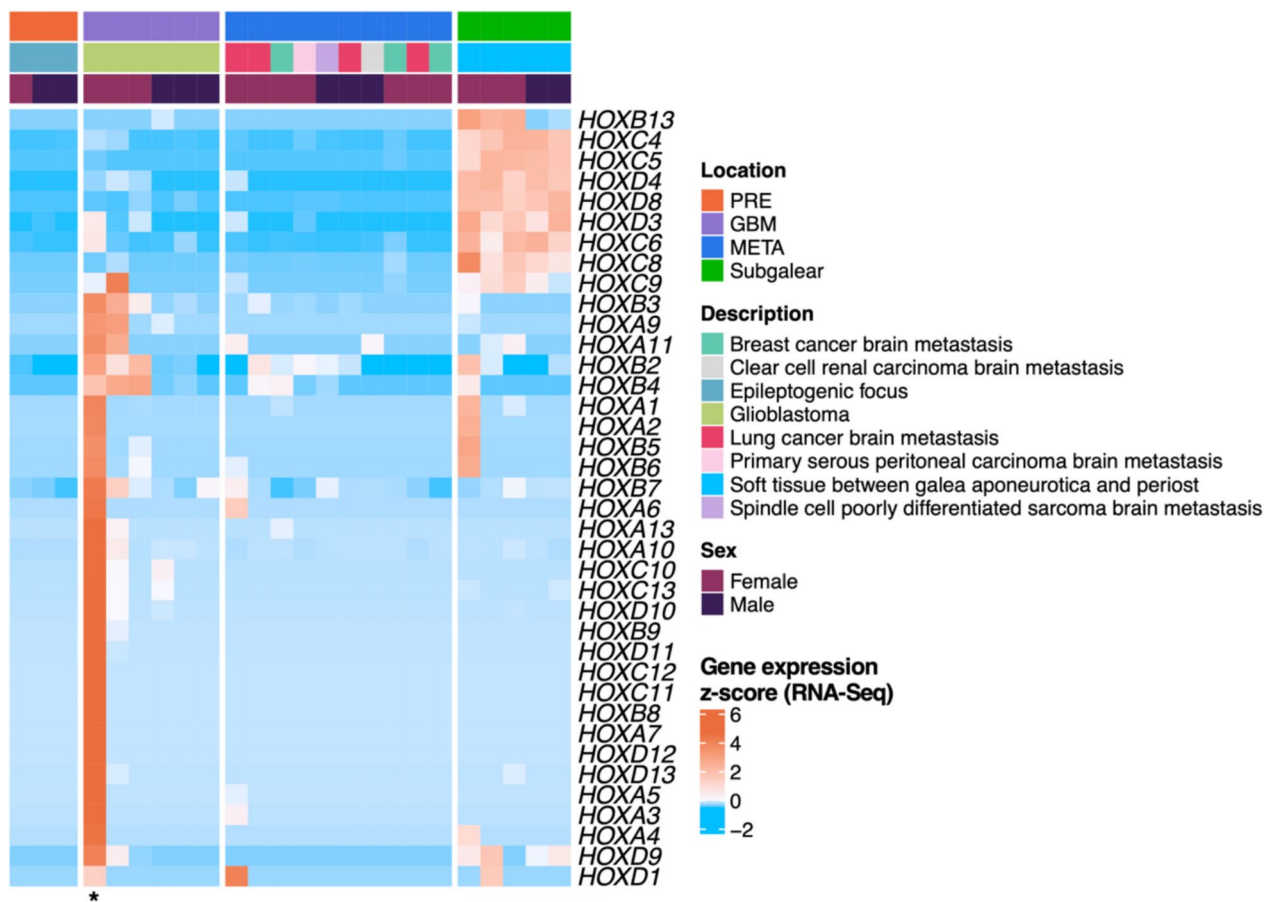 HOXB13
HOXC4
HOXC5
HOXD4
HOXD8
HOXD3
HOXC6
HOXC8
HOXC9
HOXB3
HOXA9
HOXA11
HOXB2
HOXB4
HOXA1
HOXA2
HOXB5
HOXB6
HOXB7
HOXA6
HOXA13
HOXA10
HOXC10
HOXC13
HOXD10
HOXB9
HOXD11
HOXC12
HOXC11
HOXB8
HOXA7
HOXD12
HOXD13
HOXA5
HOXA3
HOXA4
HOXD9
HOXD1
*
Location
PRE
GBM
META
Subgalear
Description
Breast cancer brain metastasis
Clear cell renal carcinoma brain metastasis
Epileptogenic focus
Glioblastoma
Lung cancer brain metastasis
Primary serous peritoneal carcinoma brain metastasis
Soft tissue between galea aponeurotica and periost
Spindle cell poorly differentiated sarcoma brain metastasis
Sex
Female
Male
Gene expression
z-score (RNA-Seq)
6
4
2
0
−2